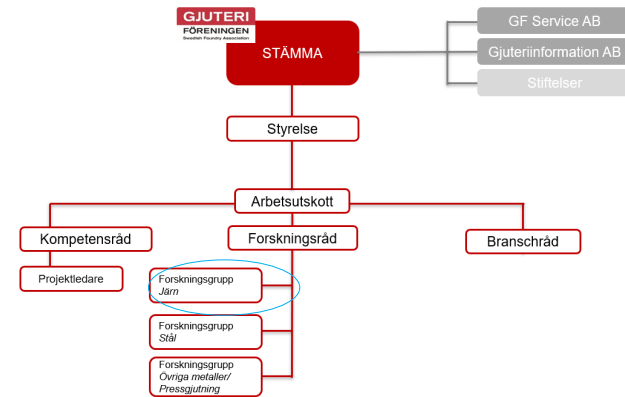 GJUTERI
FÖRENINGEN
Swedish Foundry Association
STÄMMA
GF Service AB
Gjuteriinformation AB
Stiftelser
Styrelse
Arbetsutskott
Kompetensråd
Forskningsråd
Branschråd
Projektledare
Forskningsgrupp
Järn
Forskningsgrupp
Stål
Forskningsgrupp
Övriga metaller/
Pressgjutning